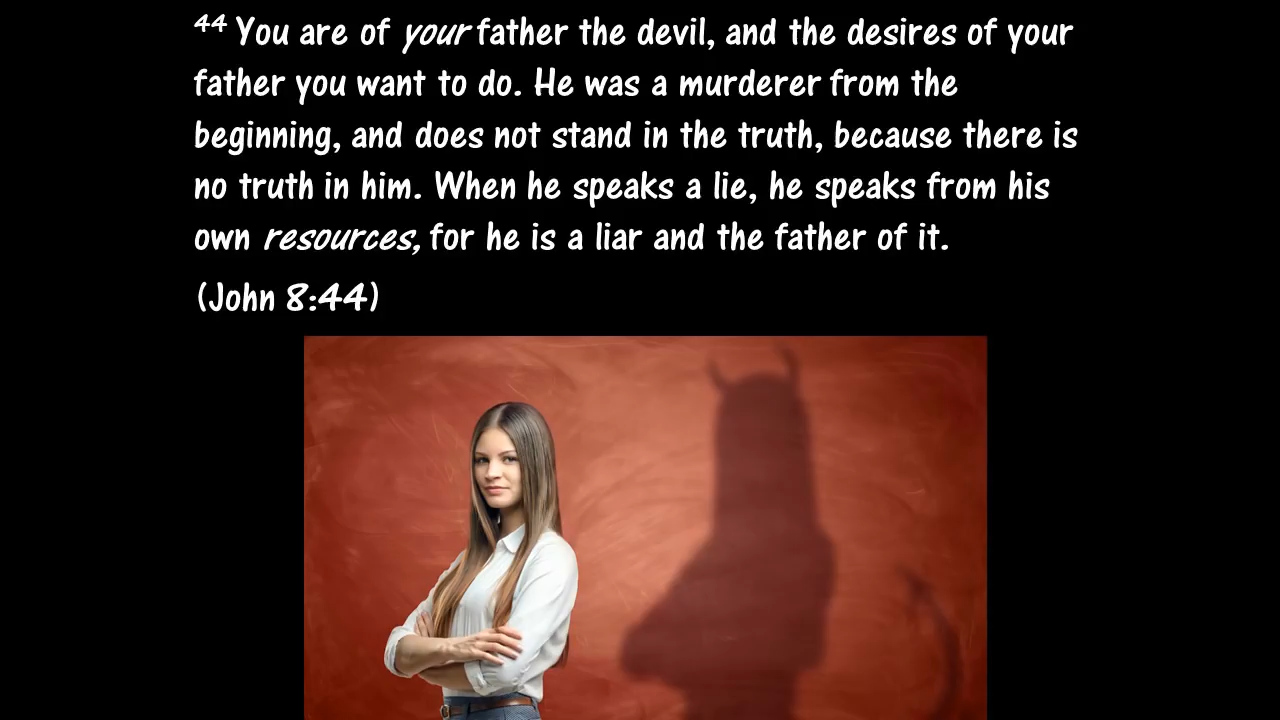 44 You are of your father the devil, and the desires of your
father you want to do. He was a murderer from the
beginning, and does not stand in the truth, because there is
no truth in him. When he speaks a lie, he speaks from his
own resources, for he is a liar and the father of it.
(John 8:44)